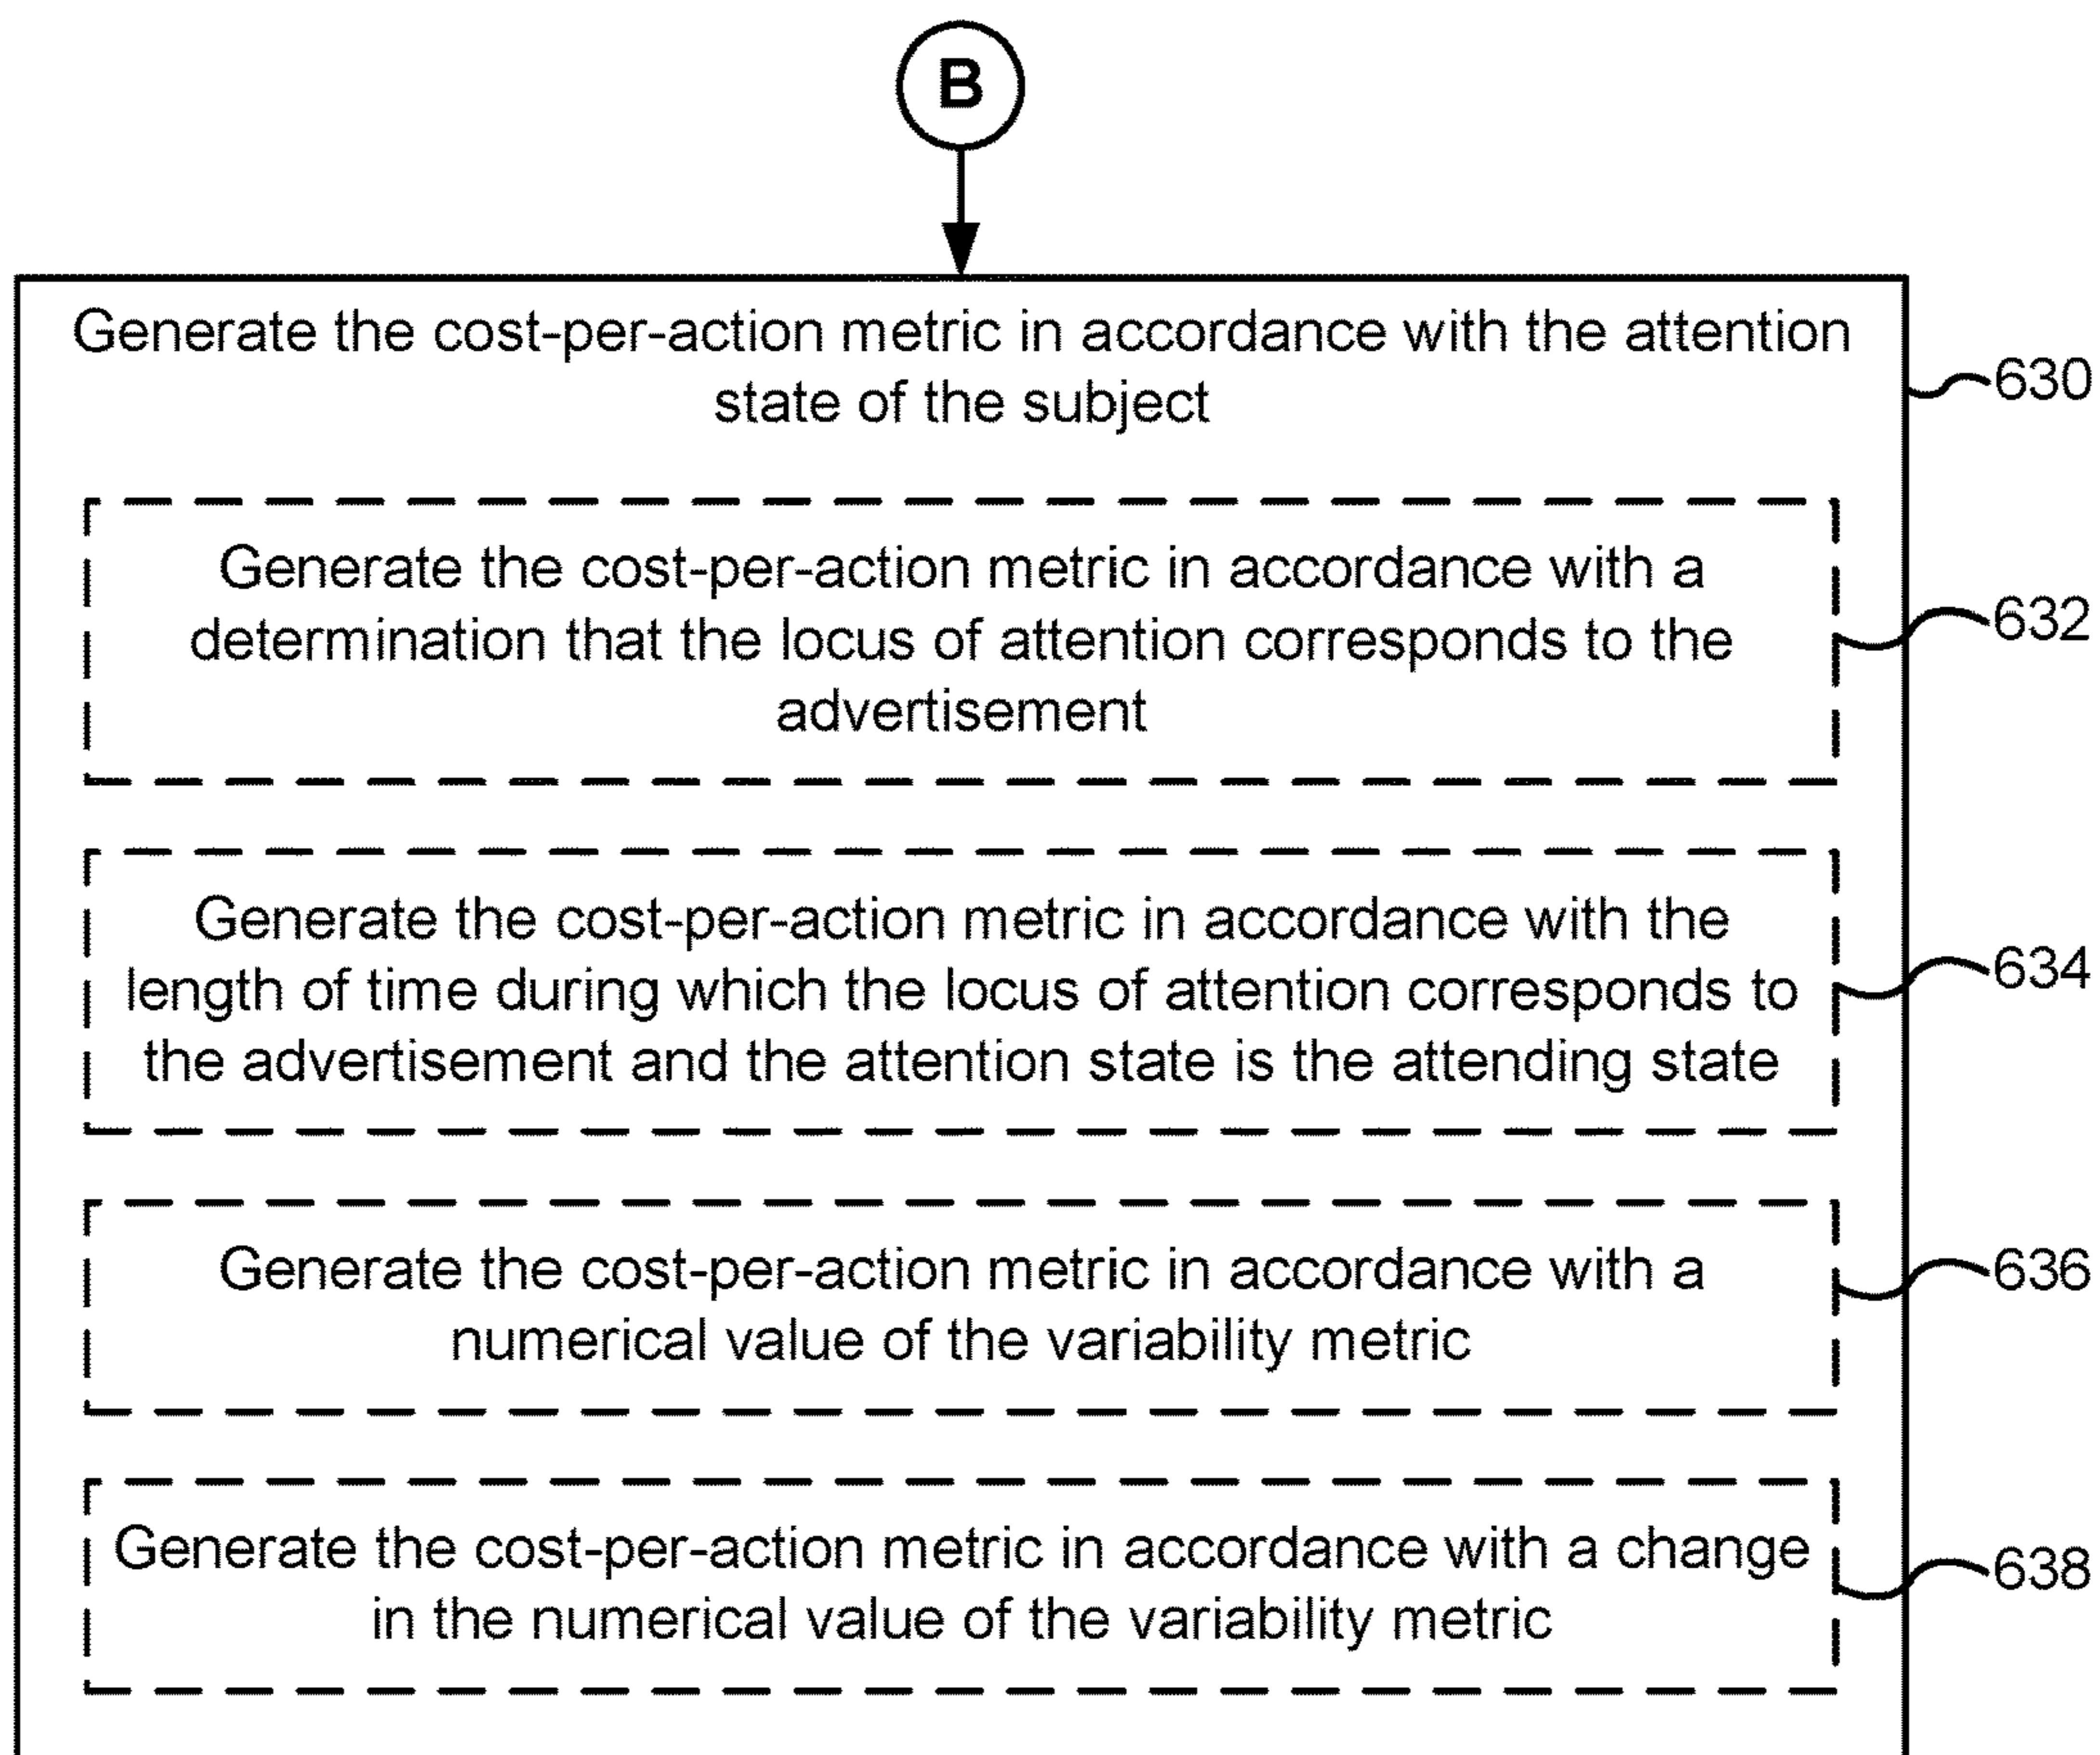 B
Generate the cost-per-action metric in accordance with the attention
state of the subject
630
Generate the cost-per-action metric in accordance with a
determination that the locus of attention corresponds to the
advertisement
632
Generate the cost-per-action metric in accordance with the
length of time during which the locus of attention corresponds to
the advertisement and the attention state is the attending state
634
Generate the cost-per-action metric in accordance with a
numerical value of the variability metric
636
Generate the cost-per-action metric in accordance with a change
in the numerical value of the variability metric
638